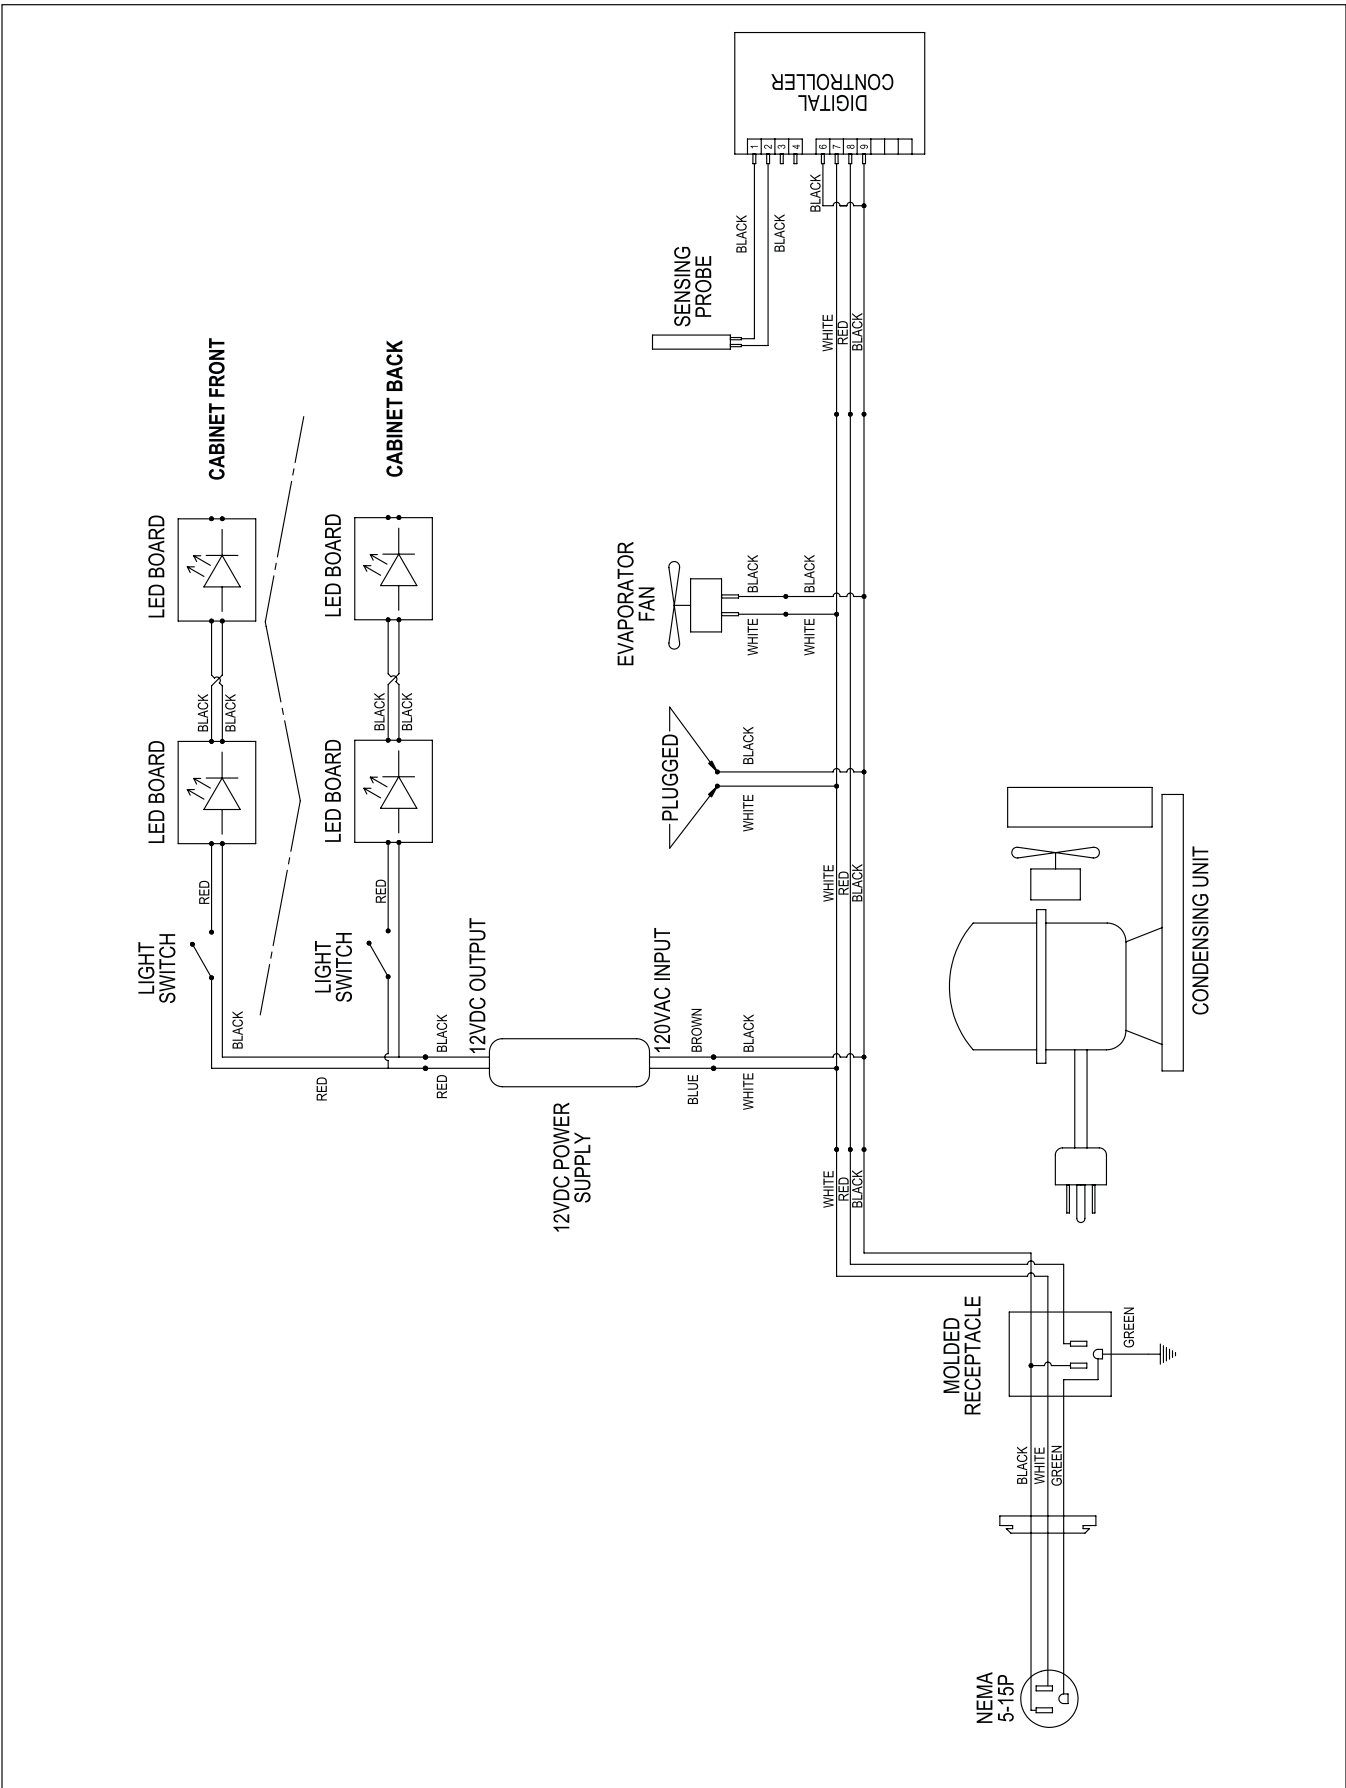 DIGITAL
CONTROLLER
1
2
3
4
6
7
8
9
BLACK
BLACK
BLACK
SENSING
PROBE
WHITE
RED
BLACK
CABINET FRONT
CABINET BACK
LED BOARD
LED BOARD
BLACK
BLACK
BLACK
BLACK
LED BOARD
LED BOARD
RED
RED
LIGHT
SWITCH
LIGHT
SWITCH
BLACK
RED
BLACK
RED
12VDC OUTPUT
12VDC POWER
SUPPLY
120VAC INPUT
BROWN
BLACK
BLUE
WHITE
EVAPORATOR
FAN
BLACK
BLACK
WHITE
WHITE
PLUGGED
BLACK
WHITE
WHITE
RED
BLACK
WHITE
RED
BLACK
CONDENSING UNIT
MOLDED
RECEPTACLE
GREEN
BLACK
WHITE
GREEN
NEMA
5-15P